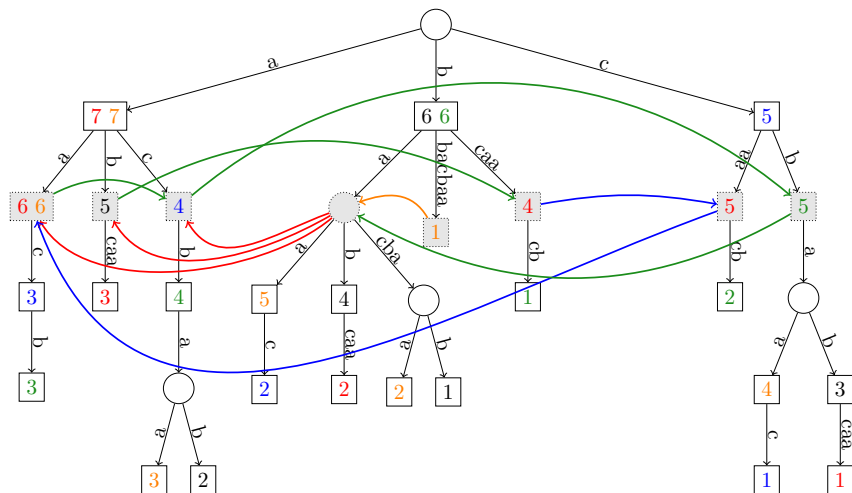 a b c
7 7 6 6 5
a b c a bacbaa caa aa b
6 6 5 4 4 5 5
1
c caa b a b cba cb cb a
3 3 4 5 4 1 2
b a c caa a b a b
3 2 2 2 1 4 3
a b c caa
3 2 1 1